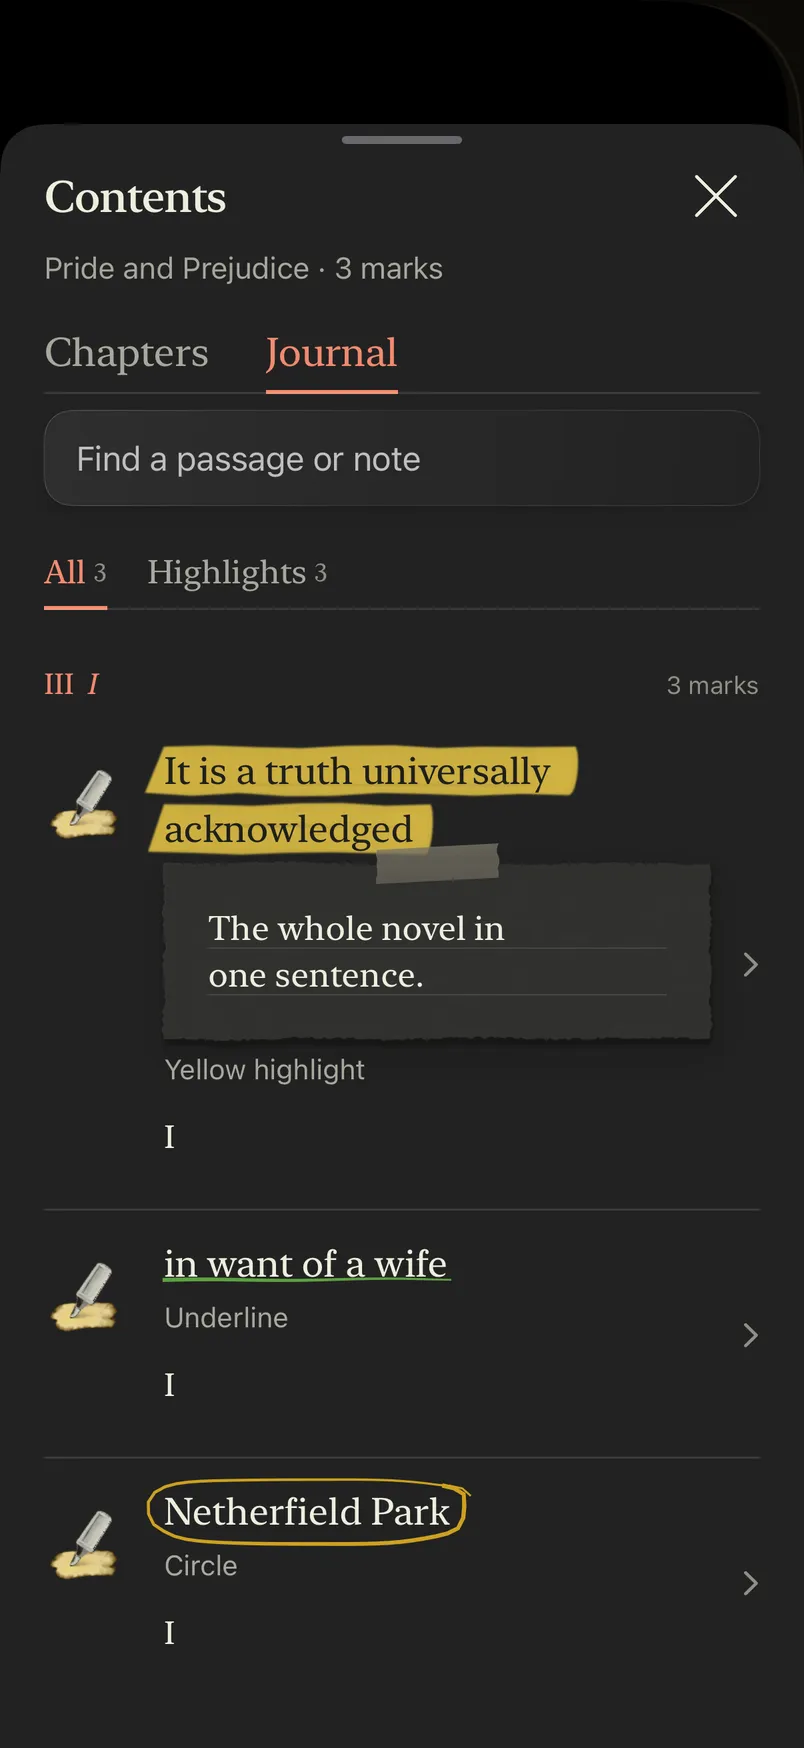 Contents
Pride and Prejudice · 3 marks
Chapters Journal
Find a passage or note
All 3 Highlights 3
III I 3 marks
It is a truth universally
acknowledged
The whole novel in
one sentence.
Yellow highlight
I
in want of a wife
Underline
I
Netherfield Park
Circle
I